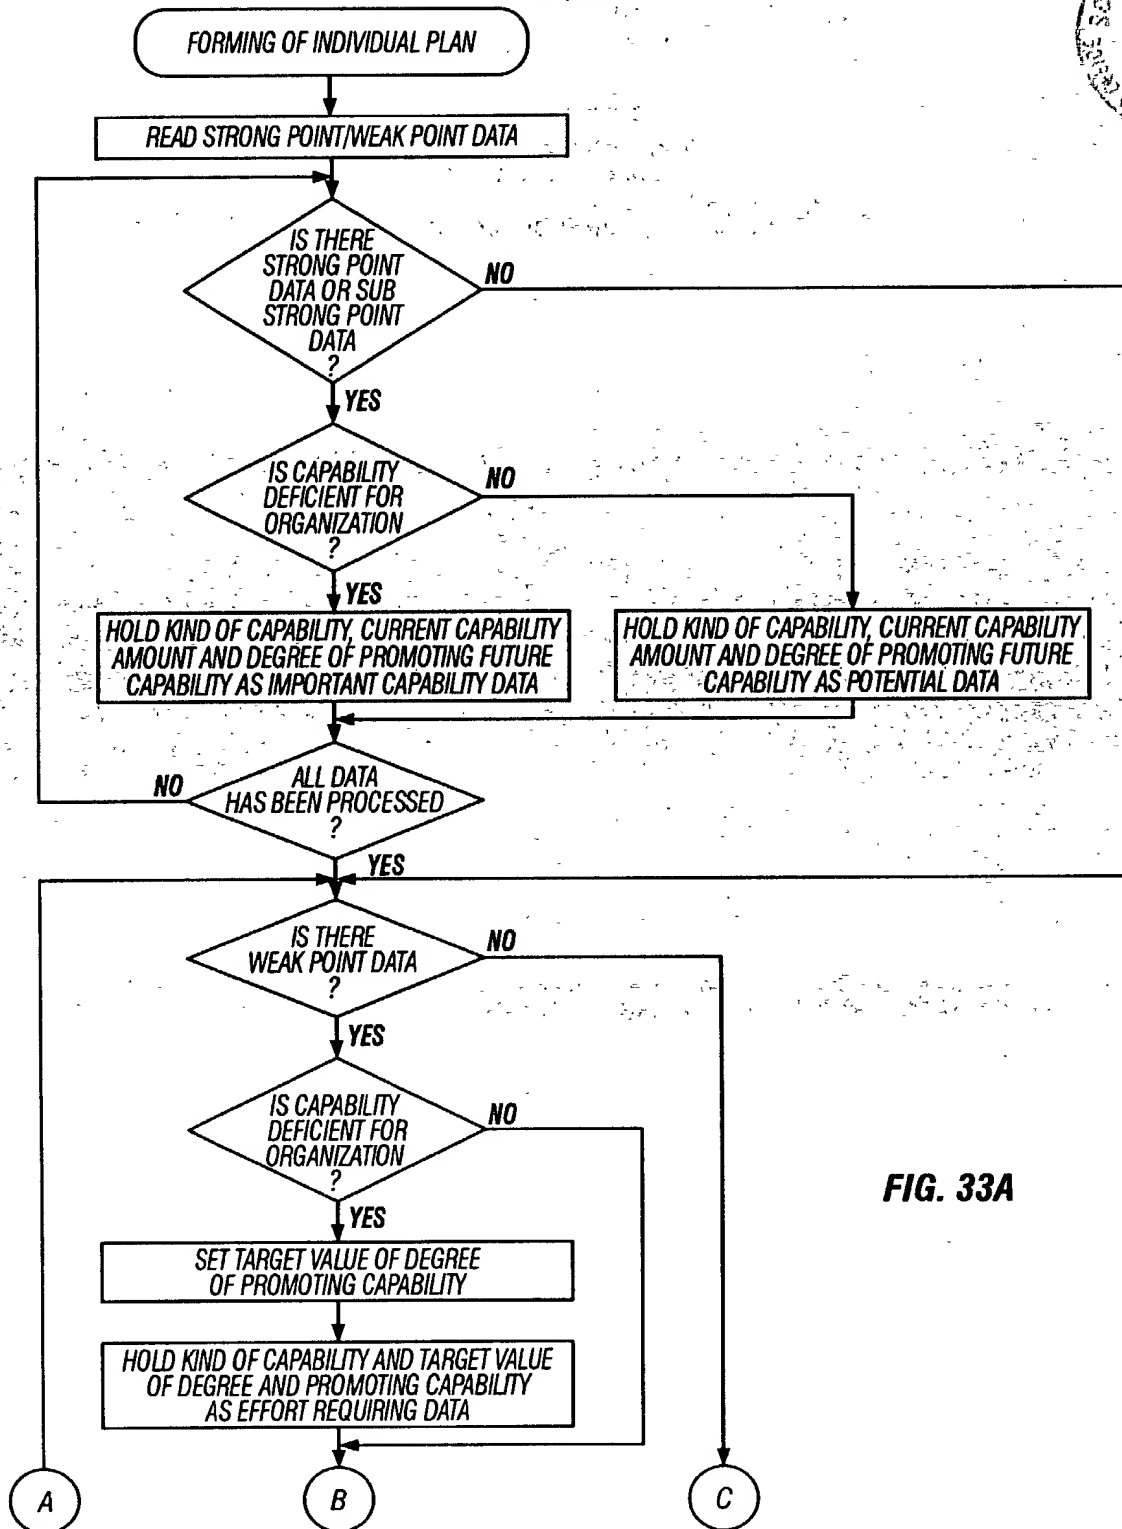 FORMING OF INDIVIDUAL PLAN
READ STRONG POINT/WEAK POINT DATA
IS THERE
STRONG POINT
DATA OR SUB
STRONG POINT
DATA
?
NO
YES
IS CAPABILITY
DEFICIENT FOR
ORGANIZATION
?
NO
YES
HOLD KIND OF CAPABILITY, CURRENT CAPABILITY
AMOUNT AND DEGREE OF PROMOTING FUTURE
CAPABILITY AS IMPORTANT CAPABILITY DATA
HOLD KIND OF CAPABILITY, CURRENT CAPABILITY
AMOUNT AND DEGREE OF PROMOTING FUTURE
CAPABILITY AS POTENTIAL DATA
ALL DATA
HAS BEEN PROCESSED
?
NO
YES
IS THERE
WEAK POINT DATA
?
NO
YES
IS CAPABILITY
DEFICIENT FOR
ORGANIZATION
?
NO
YES
SET TARGET VALUE OF DEGREE
OF PROMOTING CAPABILITY
HOLD KIND OF CAPABILITY AND TARGET VALUE
OF DEGREE AND PROMOTING CAPABILITY
AS EFFORT REQUIRING DATA
A
B
C
FIG. 33A